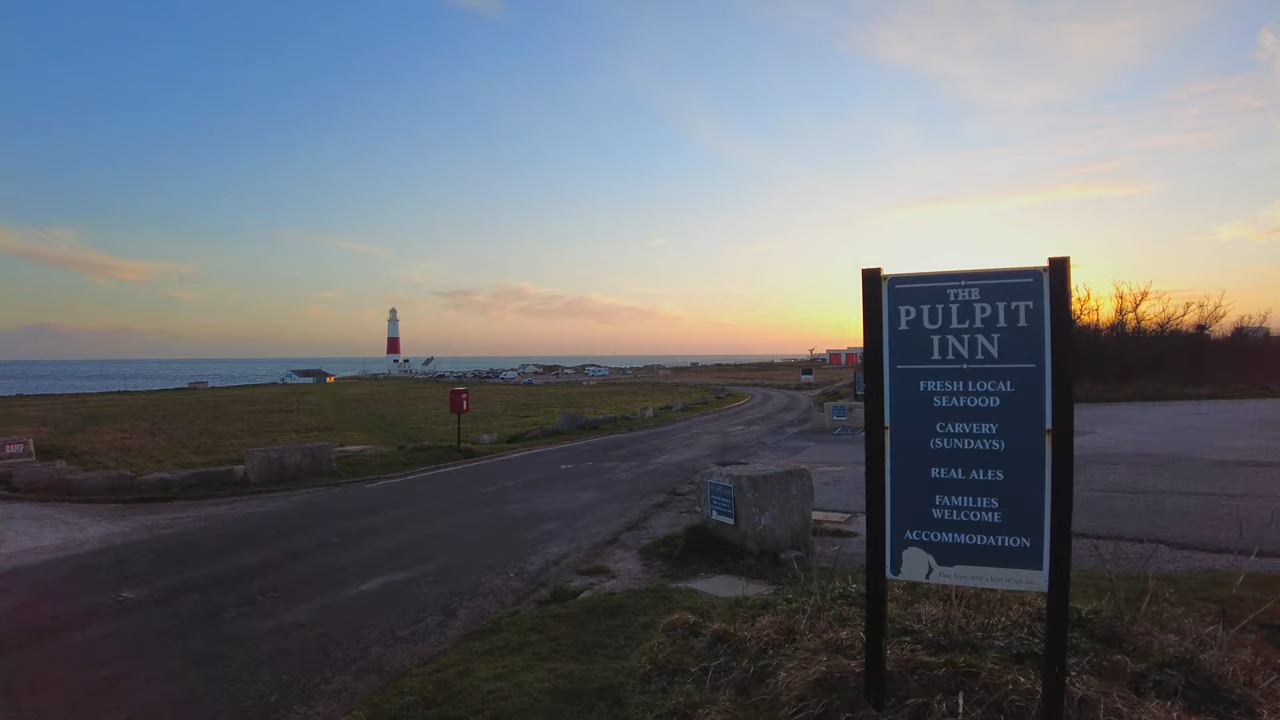 THE
PULPIT
INN
FRESH LOCAL
SEAFOOD
CARVERY
(SUNDAYS)
REAL ALES
FAMILIES
WELCOME
ACCOMMODATION
RAMP